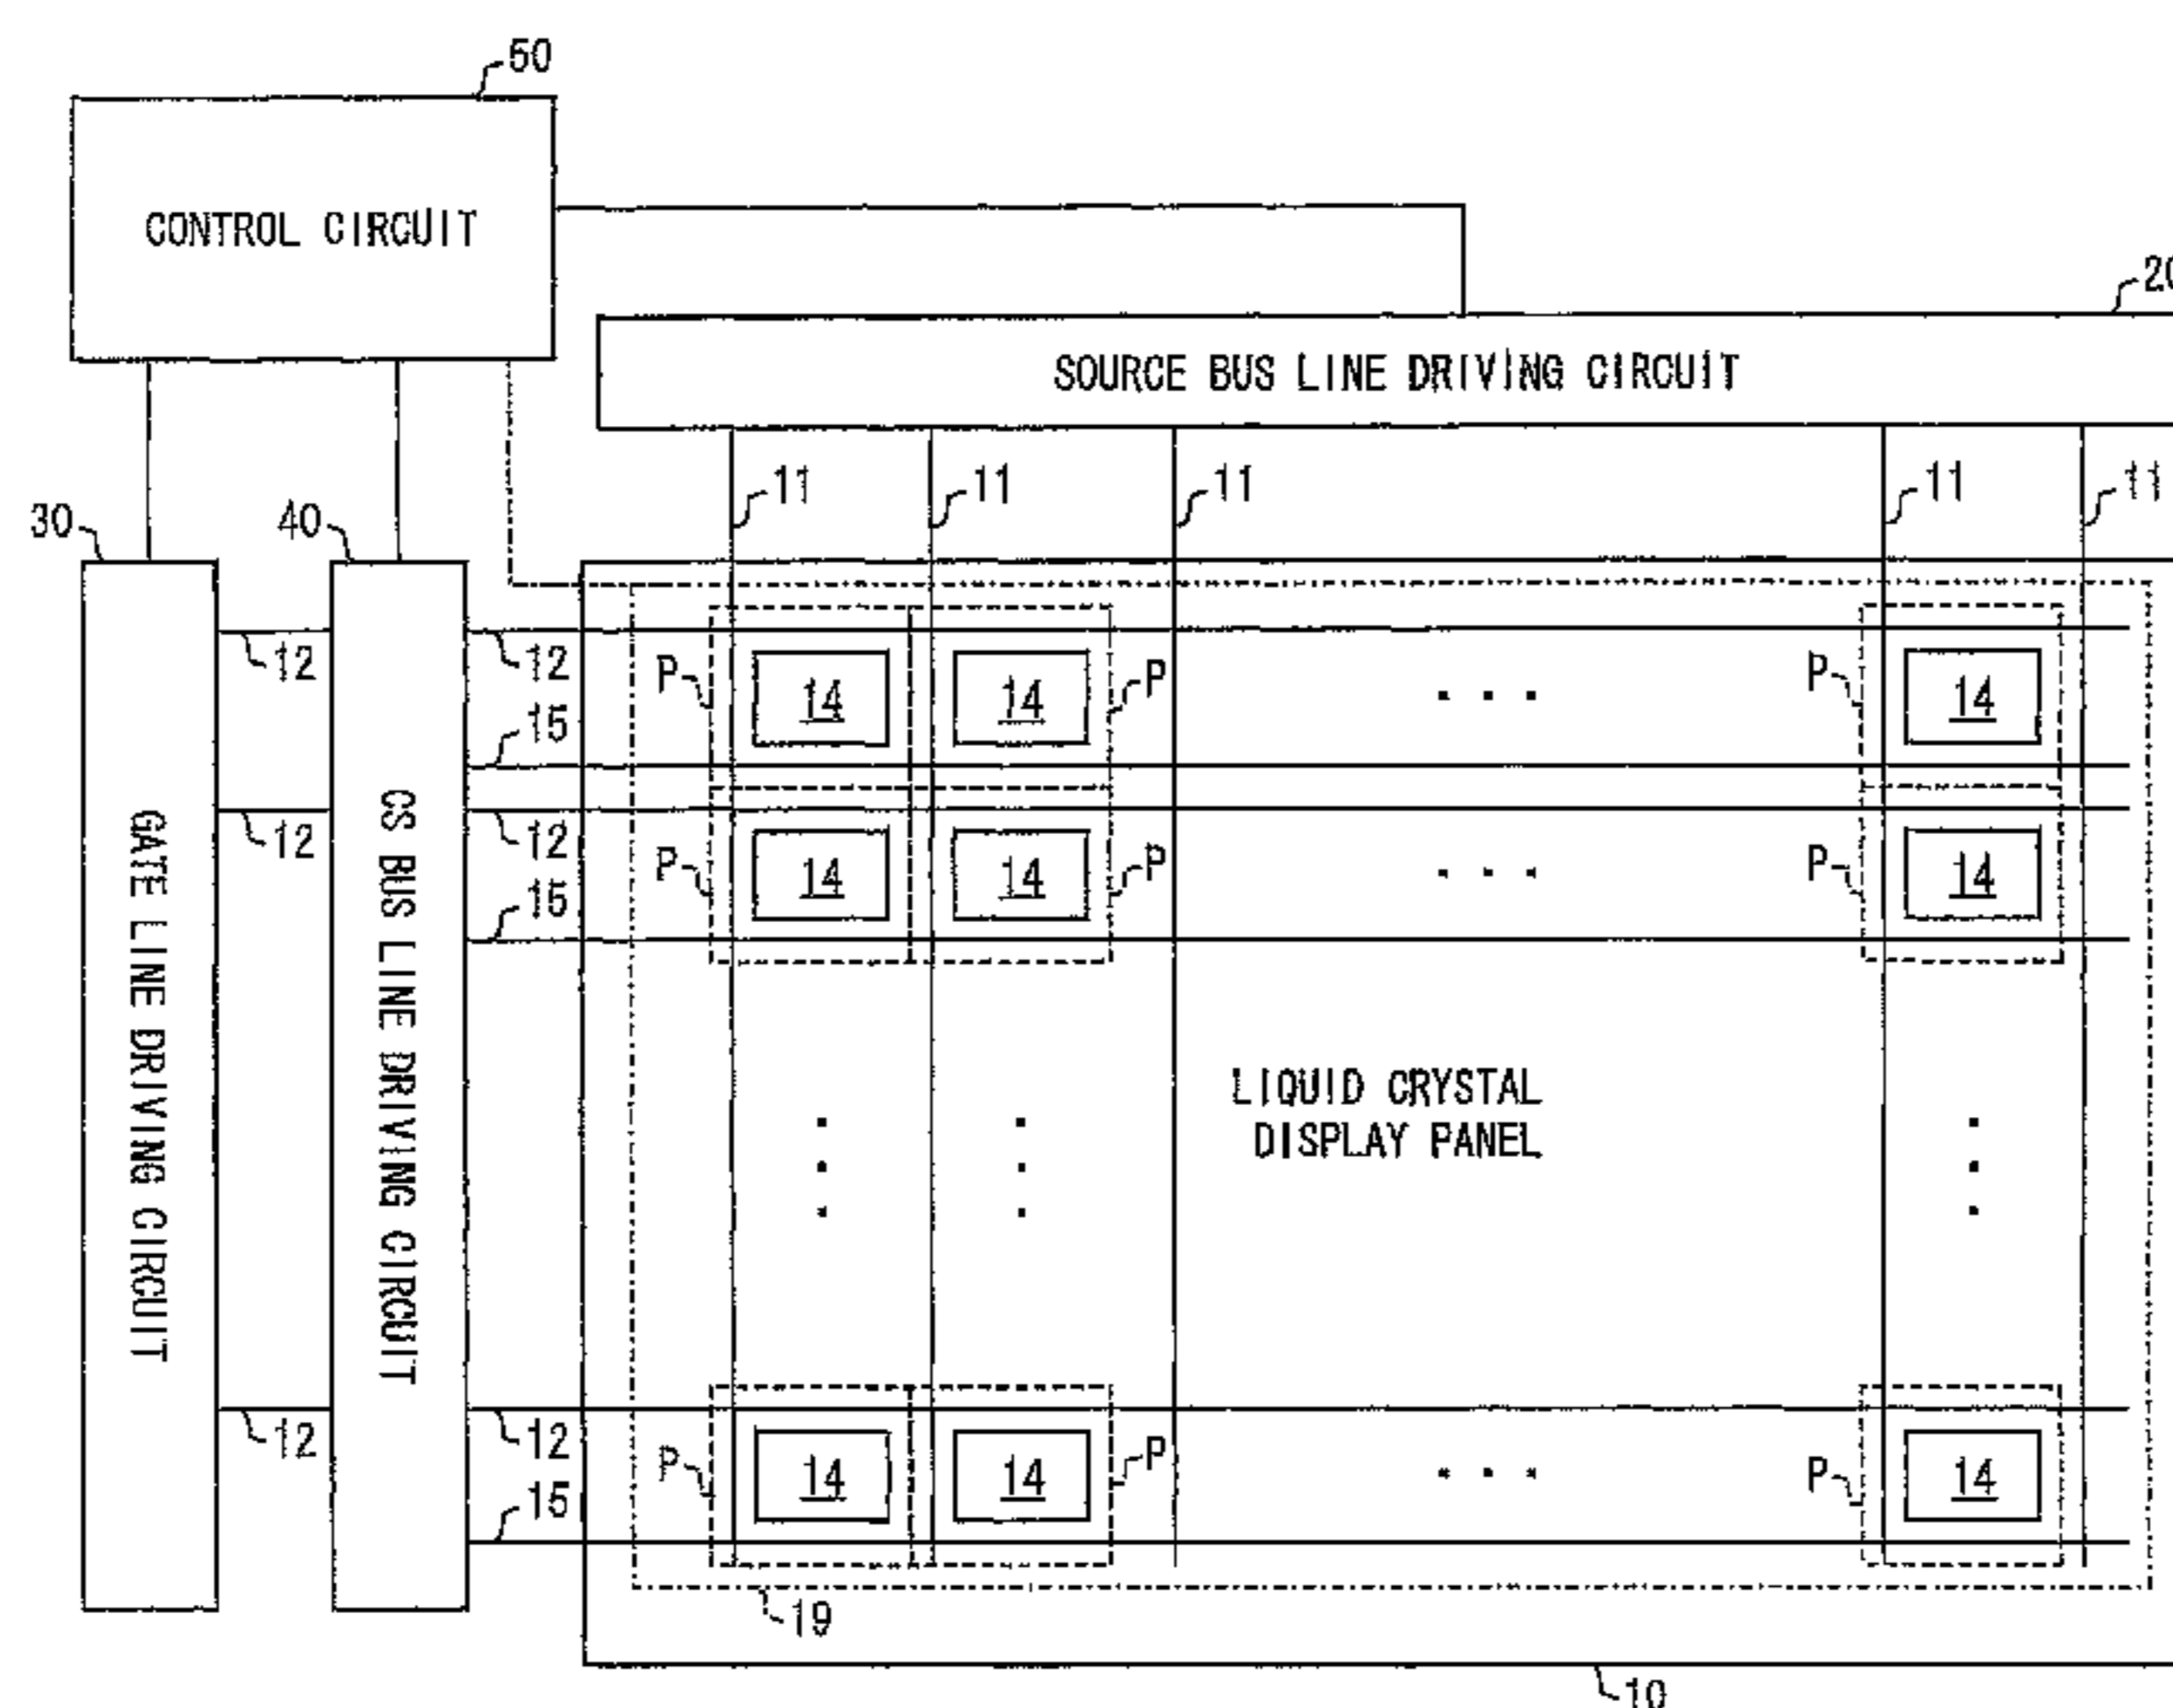 50
CONTROL CIRCUIT
20
SOURCE BUS LINE DRIVING CIRCUIT
11 11 11 11 11
30 40
12 12 P 14 14 P ... P 14
15
12 12 P 14 14 P ... P 14
15
GATE LINE DRIVING CIRCUIT
CS BUS LINE DRIVING CIRCUIT
LIQUID CRYSTAL
DISPLAY PANEL
12 12 P 14 14 P ... P 14
15
19
10